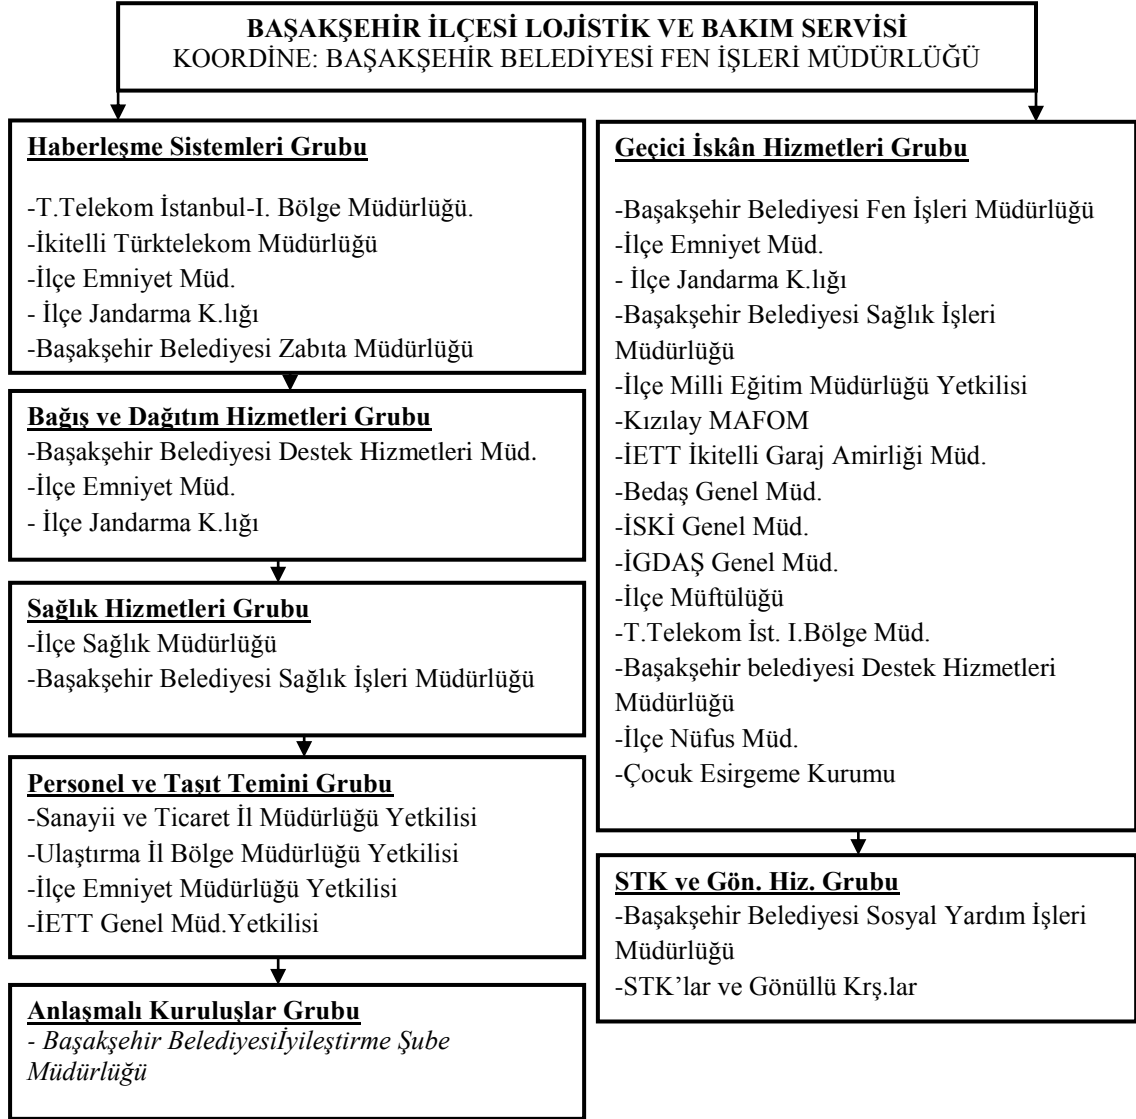 BAŞAKŞEHİR İLÇESİ LOJİSTİK VE BAKIM SERVİSİ
KOORDİNE: BAŞAKŞEHİR BELEDİYESİ FEN İŞLERİ MÜDÜRLÜĞÜ
Haberleşme Sistemleri Grubu
-T.Telekom İstanbul-I. Bölge Müdürlüğü.
-İkitelli Türktelekom Müdürlüğü
-İlçe Emniyet Müd.
- İlçe Jandarma K.lığı
-Başakşehir Belediyesi Zabıta Müdürlüğü
Bağış ve Dağıtım Hizmetleri Grubu
-Başakşehir Belediyesi Destek Hizmetleri Müd.
-İlçe Emniyet Müd.
- İlçe Jandarma K.lığı
Sağlık Hizmetleri Grubu
-İlçe Sağlık Müdürlüğü
-Başakşehir Belediyesi Sağlık İşleri Müdürlüğü
Personel ve Taşıt Temini Grubu
-Sanayii ve Ticaret İl Müdürlüğü Yetkilisi
-Ulaştırma İl Bölge Müdürlüğü Yetkilisi
-İlçe Emniyet Müdürlüğü Yetkilisi
-İETT Genel Müd.Yetkilisi
Anlaşmalı Kuruluşlar Grubu
- Başakşehir Belediyesiİyileştirme Şube
Müdürlüğü
Geçici İskân Hizmetleri Grubu
-Başakşehir Belediyesi Fen İşleri Müdürlüğü
-İlçe Emniyet Müd.
- İlçe Jandarma K.lığı
-Başakşehir Belediyesi Sağlık İşleri
Müdürlüğü
-İlçe Milli Eğitim Müdürlüğü Yetkilisi
-Kızılay MAFOM
-İETT İkitelli Garaj Amirliği Müd.
-Bedaş Genel Müd.
-İSKİ Genel Müd.
-İGDAŞ Genel Müd.
-İlçe Müftülüğü
-T.Telekom İst. I.Bölge Müd.
-Başakşehir belediyesi Destek Hizmetleri
Müdürlüğü
-İlçe Nüfus Müd.
-Çocuk Esirgeme Kurumu
STK ve Gön. Hiz. Grubu
-Başakşehir Belediyesi Sosyal Yardım İşleri
Müdürlüğü
-STK’lar ve Gönüllü Krş.lar